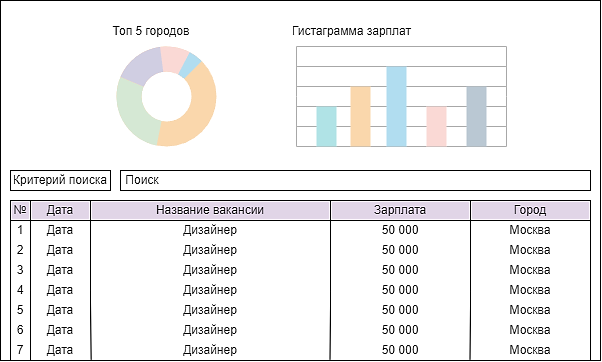 Топ 5 городов Гистаграмма зарплат
Критерий поиска Поиск
№ Дата Название вакансии Зарплата Город
1 Дата Дизайнер 50 000 Москва
2 Дата Дизайнер 50 000 Москва
3 Дата Дизайнер 50 000 Москва
4 Дата Дизайнер 50 000 Москва
5 Дата Дизайнер 50 000 Москва
6 Дата Дизайнер 50 000 Москва
7 Дата Дизайнер 50 000 Москва